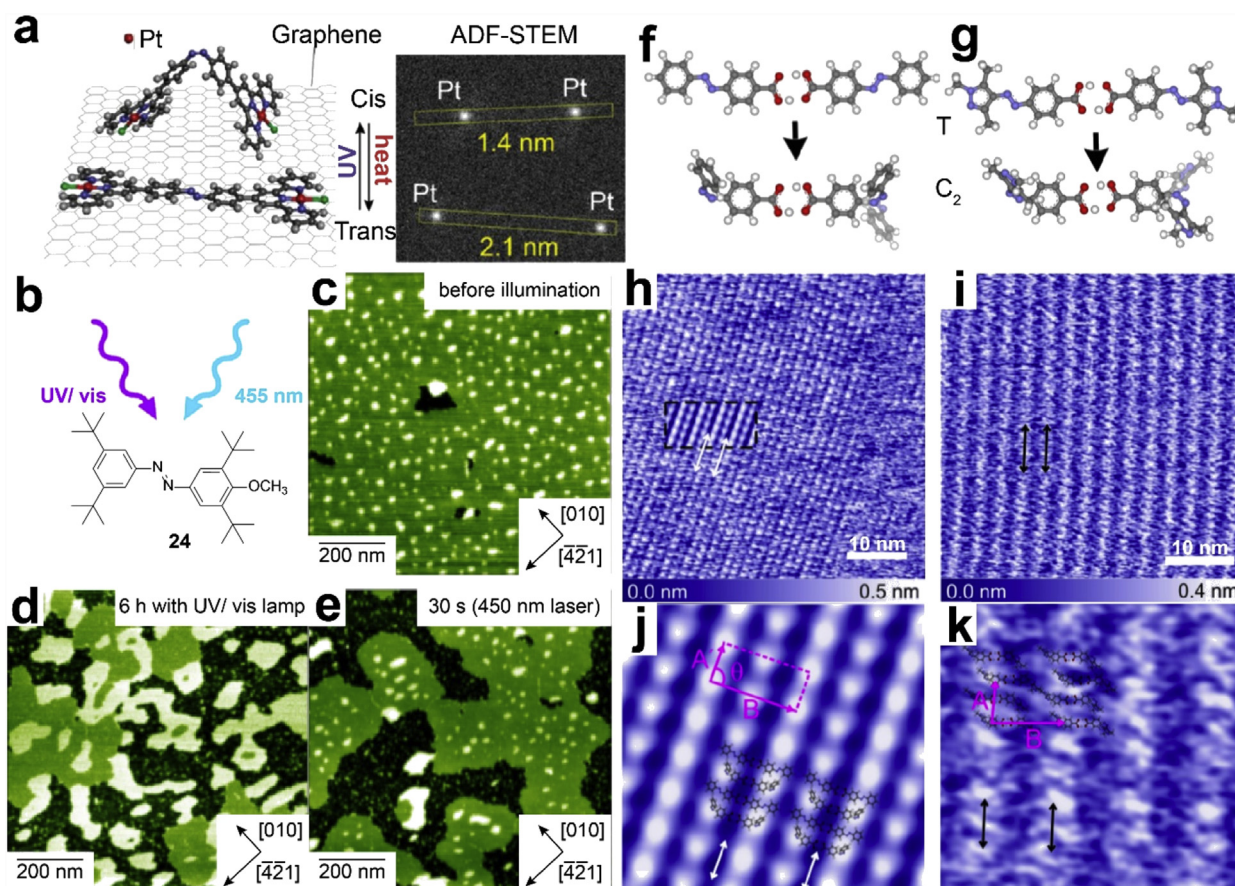 a
Pt
Graphene
Cis
UV
heat
Trans
ADF-STEM
Pt
Pt
1.4 nm
Pt
Pt
2.1 nm
b
UV/ vis
455 nm
N
N
OCH₃
24
c
before illumination
200 nm
[010]
[4̅2̅1]
d
6 h with UV/ vis lamp
200 nm
[010]
[4̅2̅1]
e
30 s (450 nm laser)
200 nm
[010]
[4̅2̅1]
f
g
T
C₂
h
10 nm
0.0 nm
0.5 nm
i
10 nm
0.0 nm
0.4 nm
j
A
θ
B
k
A
B